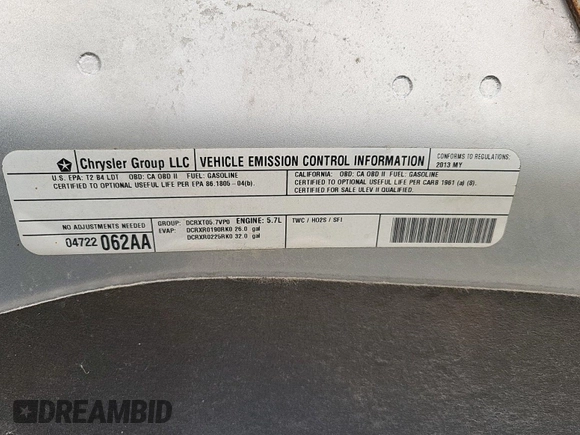 Chrysler Group LLC
VEHICLE EMISSION CONTROL INFORMATION
CONFORMS TO REGULATIONS:
2013 MY
U.S. EPA: T2 B4 LDT OBD: CA OBD II FUEL: GASOLINE
CERTIFIED TO OPTIONAL USEFUL LIFE PER EPA 86.1805 - 04(b).
CALIFORNIA: OBD: CA OBD II FUEL: GASOLINE
CERTIFIED TO OPTIONAL USEFUL LIFE PER CARB 1961 (a) (8).
CERTIFIED FOR SALE ULEV II QUALIFIED.
NO ADJUSTMENTS NEEDED
04722 062AA
GROUP: DCRXT05.7VP0 ENGINE: 5.7L
EVAP: DCRXR0190RK0 26.0 gal
DCRXR0225RK0 32.0 gal
TWC / HO2S / SFI
DREAMBID